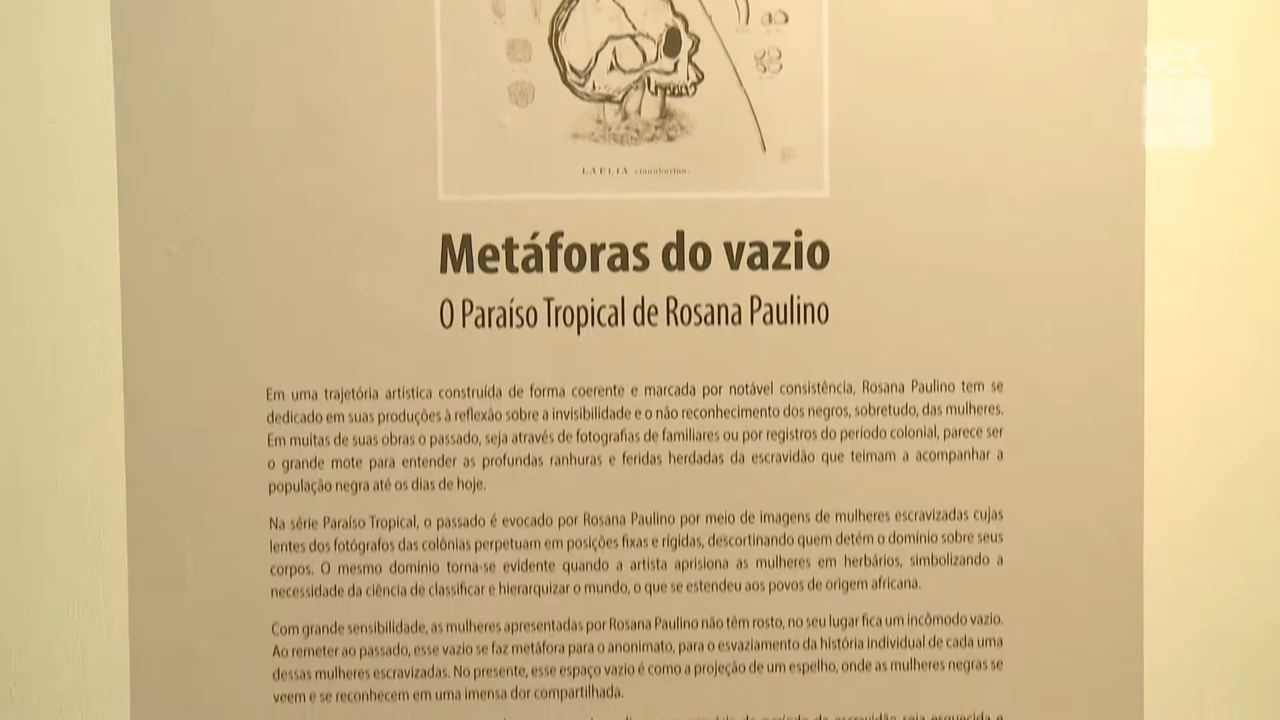 SEC
LAELIA cinnabarina.
Metáforas do vazio
O Paraíso Tropical de Rosana Paulino
Em uma trajetória artística construída de forma coerente e marcada por notável consistência, Rosana Paulino tem se
dedicado em suas produções à reflexão sobre a invisibilidade e o não reconhecimento dos negros, sobretudo, das mulheres.
Em muitas de suas obras o passado, seja através de fotografias de familiares ou por registros do período colonial, parece ser
o grande mote para entender as profundas ranhuras e feridas herdadas da escravidão que teimam a acompanhar a
população negra até os dias de hoje.
Na série Paraíso Tropical, o passado é evocado por Rosana Paulino por meio de imagens de mulheres escravizadas cujas
lentes dos fotógrafos das colônias perpetuam em posições fixas e rígidas, descortinando quem detém o domínio sobre seus
corpos. O mesmo domínio torna-se evidente quando a artista aprisiona as mulheres em herbários, simbolizando a
necessidade da ciência de classificar e hierarquizar o mundo, o que se estendeu aos povos de origem africana.
Com grande sensibilidade, as mulheres apresentadas por Rosana Paulino não têm rosto, no seu lugar fica um incômodo vazio.
Ao remeter ao passado, esse vazio se faz metáfora para o anonimato, para o esvaziamento da história individual de cada uma
dessas mulheres escravizadas. No presente, esse espaço vazio é como a projeção de um espelho, onde as mulheres negras se
veem e se reconhecem em uma imensa dor compartilhada.